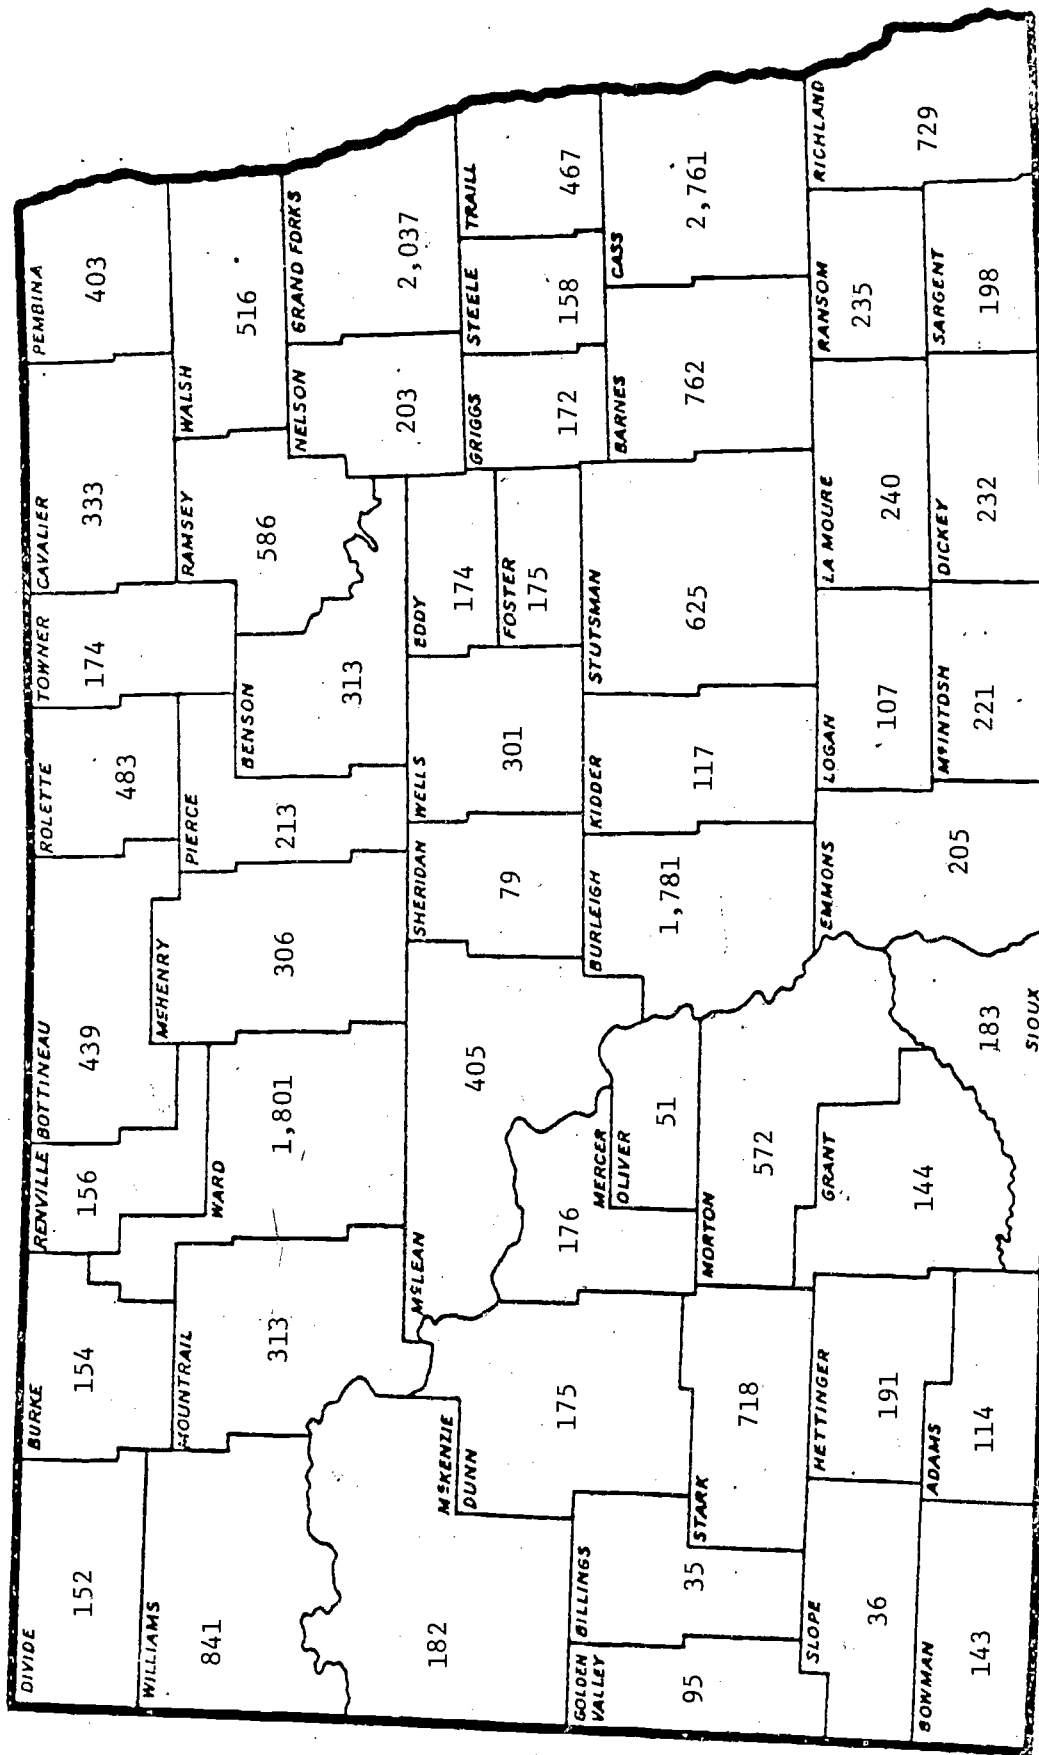 DIVIDE
152
BURKE
154
RENVILLE
156
BOTTINEAU
439
ROLETTE
483
TOWNER
174
CAVALIER
333
PEMBINA
403
WILLIAMS
841
MOUNTRAIL
313
WARD
1,801
McHENRY
306
PIERCE
213
BENSON
313
RAMSEY
586
WALSH
516
NELSON
203
GRAND FORKS
2,037
McKENZIE
182
DUNN
175
McLEAN
405
MERCER
176
OLIVER
51
SHERIDAN
79
WELLS
301
EDDY
174
FOSTER
175
GRIGGS
172
STEELE
158
TRAILL
467
GOLDEN
VALLEY
95
BILLINGS
35
STARK
718
MORTON
572
BURLEIGH
1,781
KIDDER
117
STUTSMAN
625
BARNES
762
CASS
2,761
SLOPE
36
HETTINGER
191
GRANT
144
EMMONS
205
LOGAN
107
LA MOURE
240
RANSOM
235
RICHLAND
729
BOWMAN
143
ADAMS
114
183
SIOUX
McINTOSH
221
DICKEY
232
SARGENT
198